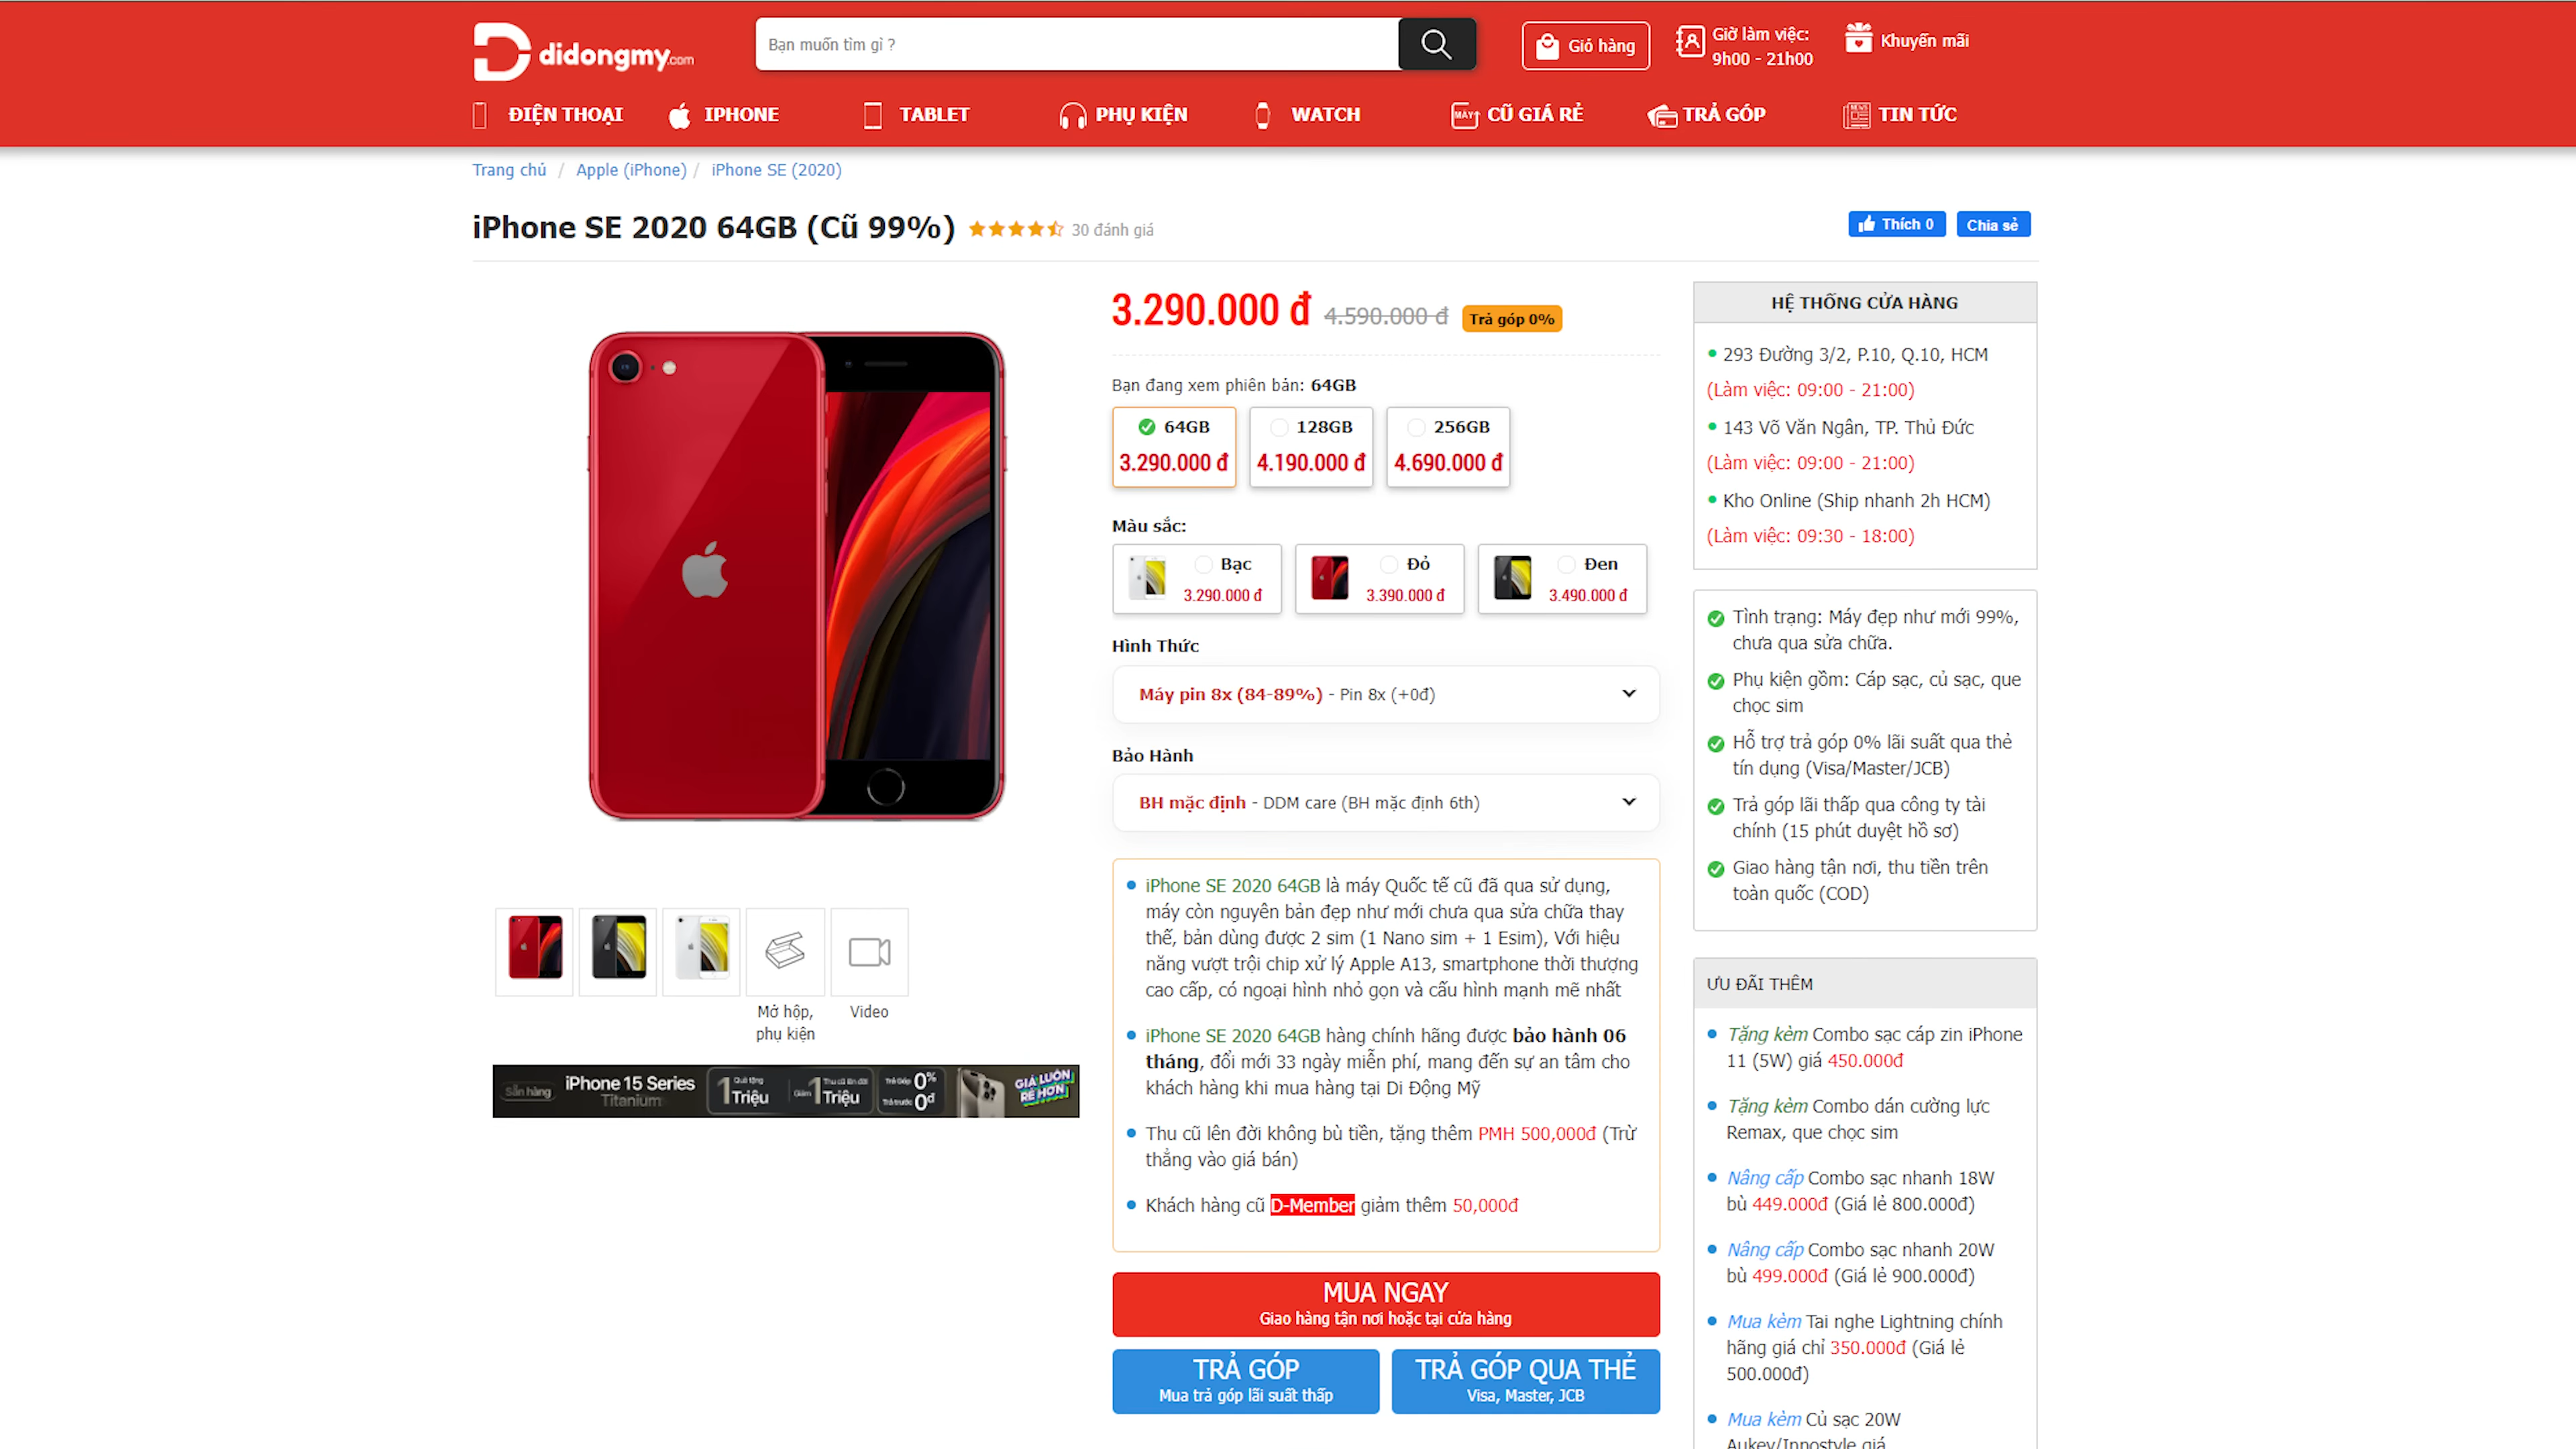 didongmy.com
Bạn muốn tìm gì ?
Giỏ hàng
Giờ làm việc:
9h00 - 21h00
Khuyến mãi
ĐIỆN THOẠI
IPHONE
TABLET
PHỤ KIỆN
WATCH
MÁY
CŨ GIÁ RẺ
TRẢ GÓP
TIN TỨC
Trang chủ / Apple (iPhone) / iPhone SE (2020)
iPhone SE 2020 64GB (Cũ 99%)
30 đánh giá
Thích 0
Chia sẻ
3.290.000 đ
4.590.000 đ
Trả góp 0%
Bạn đang xem phiên bản: 64GB
64GB
3.290.000 đ
128GB
4.190.000 đ
256GB
4.690.000 đ
Màu sắc:
Bạc
3.290.000 đ
Đỏ
3.390.000 đ
Đen
3.490.000 đ
Hình Thức
Máy pin 8x (84-89%) - Pin 8x (+0đ)
Bảo Hành
BH mặc định - DDM care (BH mặc định 6th)
Mở hộp,
phụ kiện
Video
Sẵn hàng
iPhone 15 Series
Titanium
Quà tặng
1 Triệu
Thu cũ lên đời
Giảm 1 Triệu
Trả Góp 0%
Trả trước 0đ
GIÁ LUÔN
RẺ HƠN
iPhone SE 2020 64GB là máy Quốc tế cũ đã qua sử dụng,
máy còn nguyên bản đẹp như mới chưa qua sửa chữa thay
thế, bản dùng được 2 sim (1 Nano sim + 1 Esim), Với hiệu
năng vượt trội chip xử lý Apple A13, smartphone thời thượng
cao cấp, có ngoại hình nhỏ gọn và cấu hình mạnh mẽ nhất
iPhone SE 2020 64GB hàng chính hãng được bảo hành 06
tháng, đổi mới 33 ngày miễn phí, mang đến sự an tâm cho
khách hàng khi mua hàng tại Di Động Mỹ
Thu cũ lên đời không bù tiền, tặng thêm PMH 500,000đ (Trừ
thẳng vào giá bán)
Khách hàng cũ D-Member giảm thêm 50,000đ
MUA NGAY
Giao hàng tận nơi hoặc tại cửa hàng
TRẢ GÓP
Mua trả góp lãi suất thấp
TRẢ GÓP QUA THẺ
Visa, Master, JCB
HỆ THỐNG CỬA HÀNG
293 Đường 3/2, P.10, Q.10, HCM
(Làm việc: 09:00 - 21:00)
143 Võ Văn Ngân, TP. Thủ Đức
(Làm việc: 09:00 - 21:00)
Kho Online (Ship nhanh 2h HCM)
(Làm việc: 09:30 - 18:00)
Tình trạng: Máy đẹp như mới 99%,
chưa qua sửa chữa.
Phụ kiện gồm: Cáp sạc, củ sạc, que
chọc sim
Hỗ trợ trả góp 0% lãi suất qua thẻ
tín dụng (Visa/Master/JCB)
Trả góp lãi thấp qua công ty tài
chính (15 phút duyệt hồ sơ)
Giao hàng tận nơi, thu tiền trên
toàn quốc (COD)
ƯU ĐÃI THÊM
Tặng kèm Combo sạc cáp zin iPhone
11 (5W) giá 450.000đ
Tặng kèm Combo dán cường lực
Remax, que chọc sim
Nâng cấp Combo sạc nhanh 18W
bù 449.000đ (Giá lẻ 800.000đ)
Nâng cấp Combo sạc nhanh 20W
bù 499.000đ (Giá lẻ 900.000đ)
Mua kèm Tai nghe Lightning chính
hãng giá chỉ 350.000đ (Giá lẻ
500.000đ)
Mua kèm Củ sạc 20W
Aukey/Innostyle giá